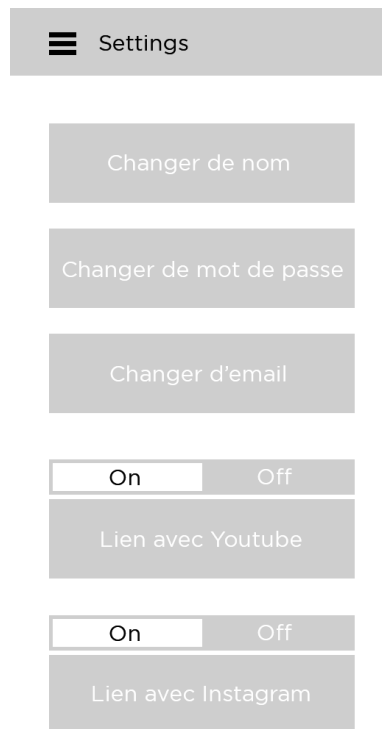 Settings
Changer de nom
Changer de mot de passe
Changer d'email
On Off
Lien avec Youtube
On Off
Lien avec Instagram